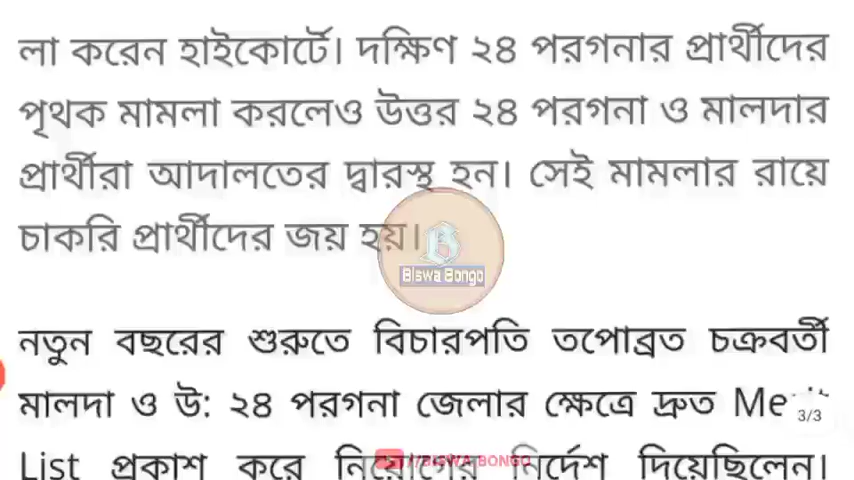 লা করেন হাইকোর্টে। দক্ষিণ ২৪ পরগনার প্রার্থীদের
পৃথক মামলা করলেও উত্তর ২৪ পরগনা ও মালদার
প্রার্থীরা আদালতের দ্বারস্থ হন। সেই মামলার রায়ে
চাকরি প্রার্থীদের জয় হয়।
B
Biswa Bongo
নতুন বছরের শুরুতে বিচারপতি তপোব্রত চক্রবর্তী
মালদা ও উ: ২৪ পরগনা জেলার ক্ষেত্রে দ্রুত
3/3
List প্রকাশ করে নিয়োগের নির্দেশ দিয়েছিলেন।
BISWA BONGO